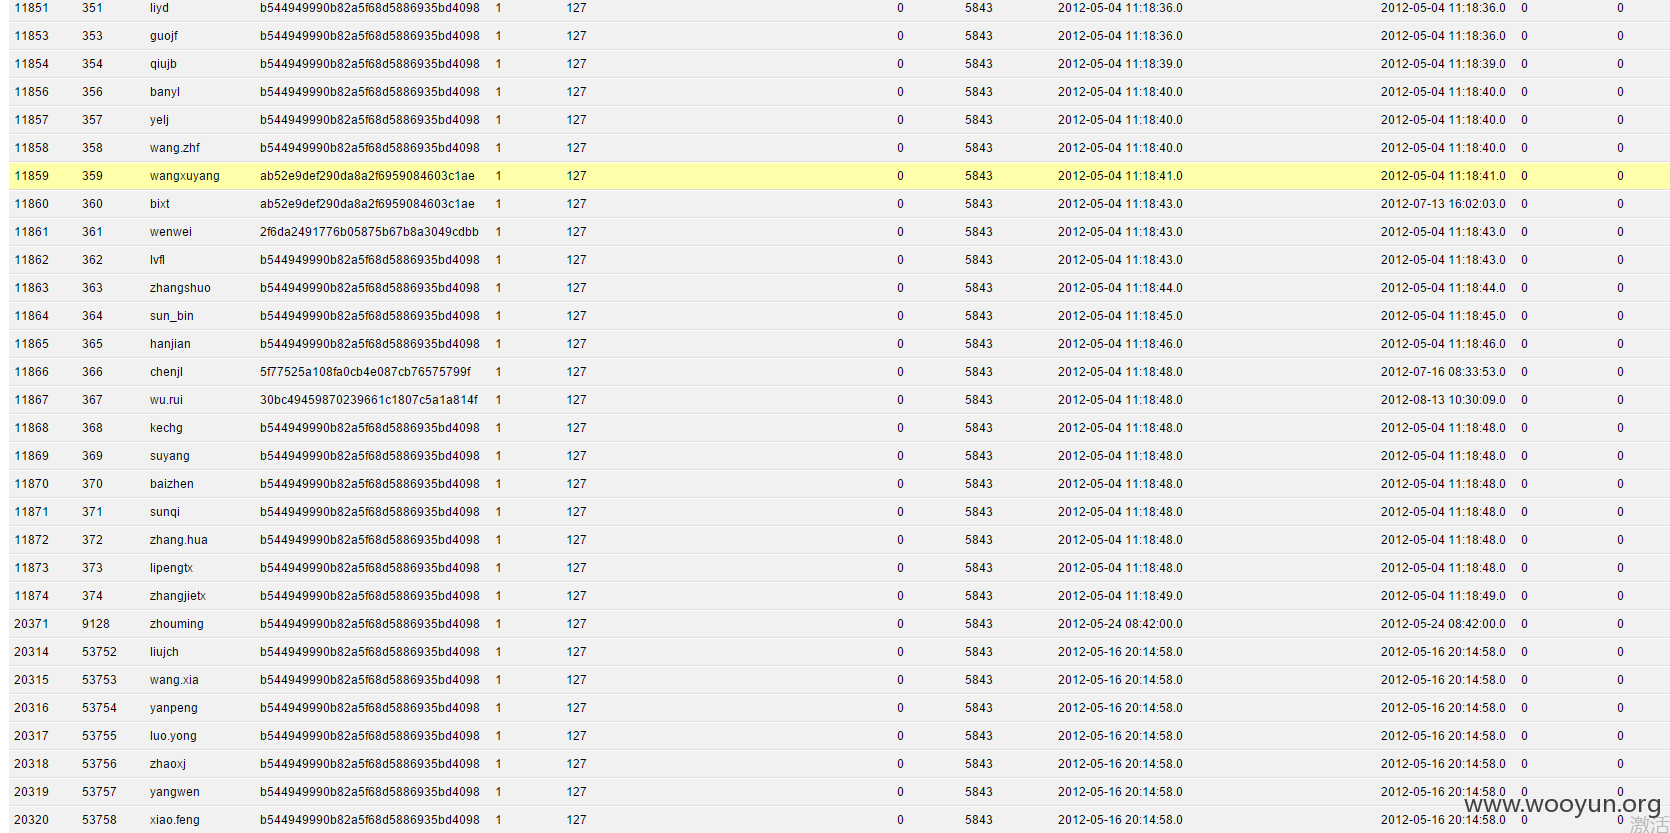 11851 351 liyd b544949990b82a5f68d5886935bd4098 1 127 0 5843 2012-05-04 11:18:36.0 2012-05-04 11:18:36.0 0 0
11853 353 guojf b544949990b82a5f68d5886935bd4098 1 127 0 5843 2012-05-04 11:18:36.0 2012-05-04 11:18:36.0 0 0
11854 354 qiujb b544949990b82a5f68d5886935bd4098 1 127 0 5843 2012-05-04 11:18:39.0 2012-05-04 11:18:39.0 0 0
11856 356 banyl b544949990b82a5f68d5886935bd4098 1 127 0 5843 2012-05-04 11:18:40.0 2012-05-04 11:18:40.0 0 0
11857 357 yelj b544949990b82a5f68d5886935bd4098 1 127 0 5843 2012-05-04 11:18:40.0 2012-05-04 11:18:40.0 0 0
11858 358 wang.zhf b544949990b82a5f68d5886935bd4098 1 127 0 5843 2012-05-04 11:18:40.0 2012-05-04 11:18:40.0 0 0
11859 359 wangxuyang ab52e9def290da8a2f6959084603c1ae 1 127 0 5843 2012-05-04 11:18:41.0 2012-05-04 11:18:41.0 0 0
11860 360 bixt ab52e9def290da8a2f6959084603c1ae 1 127 0 5843 2012-05-04 11:18:43.0 2012-07-13 16:02:03.0 0 0
11861 361 wenwei 2f6da2491776b05875b67b8a3049cdbb 1 127 0 5843 2012-05-04 11:18:43.0 2012-05-04 11:18:43.0 0 0
11862 362 lvfl b544949990b82a5f68d5886935bd4098 1 127 0 5843 2012-05-04 11:18:43.0 2012-05-04 11:18:43.0 0 0
11863 363 zhangshuo b544949990b82a5f68d5886935bd4098 1 127 0 5843 2012-05-04 11:18:44.0 2012-05-04 11:18:44.0 0 0
11864 364 sun_bin b544949990b82a5f68d5886935bd4098 1 127 0 5843 2012-05-04 11:18:45.0 2012-05-04 11:18:45.0 0 0
11865 365 hanjian b544949990b82a5f68d5886935bd4098 1 127 0 5843 2012-05-04 11:18:46.0 2012-05-04 11:18:46.0 0 0
11866 366 chenjl 5f77525a108fa0cb4e087cb76575799f 1 127 0 5843 2012-05-04 11:18:48.0 2012-07-16 08:33:53.0 0 0
11867 367 wu.rui 30bc49459870239661c1807c5a1a814f 1 127 0 5843 2012-05-04 11:18:48.0 2012-08-13 10:30:09.0 0 0
11868 368 kechg b544949990b82a5f68d5886935bd4098 1 127 0 5843 2012-05-04 11:18:48.0 2012-05-04 11:18:48.0 0 0
11869 369 suyang b544949990b82a5f68d5886935bd4098 1 127 0 5843 2012-05-04 11:18:48.0 2012-05-04 11:18:48.0 0 0
11870 370 baizhen b544949990b82a5f68d5886935bd4098 1 127 0 5843 2012-05-04 11:18:48.0 2012-05-04 11:18:48.0 0 0
11871 371 sunqi b544949990b82a5f68d5886935bd4098 1 127 0 5843 2012-05-04 11:18:48.0 2012-05-04 11:18:48.0 0 0
11872 372 zhang.hua b544949990b82a5f68d5886935bd4098 1 127 0 5843 2012-05-04 11:18:48.0 2012-05-04 11:18:48.0 0 0
11873 373 lipengtx b544949990b82a5f68d5886935bd4098 1 127 0 5843 2012-05-04 11:18:48.0 2012-05-04 11:18:48.0 0 0
11874 374 zhangjietx b544949990b82a5f68d5886935bd4098 1 127 0 5843 2012-05-04 11:18:49.0 2012-05-04 11:18:49.0 0 0
20371 9128 zhouming b544949990b82a5f68d5886935bd4098 1 127 0 5843 2012-05-24 08:42:00.0 2012-05-24 08:42:00.0 0 0
20314 53752 liujch b544949990b82a5f68d5886935bd4098 1 127 0 5843 2012-05-16 20:14:58.0 2012-05-16 20:14:58.0 0 0
20315 53753 wang.xia b544949990b82a5f68d5886935bd4098 1 127 0 5843 2012-05-16 20:14:58.0 2012-05-16 20:14:58.0 0 0
20316 53754 yanpeng b544949990b82a5f68d5886935bd4098 1 127 0 5843 2012-05-16 20:14:58.0 2012-05-16 20:14:58.0 0 0
20317 53755 luo.yong b544949990b82a5f68d5886935bd4098 1 127 0 5843 2012-05-16 20:14:58.0 2012-05-16 20:14:58.0 0 0
20318 53756 zhaoxj b544949990b82a5f68d5886935bd4098 1 127 0 5843 2012-05-16 20:14:58.0 2012-05-16 20:14:58.0 0 0
20319 53757 yangwen b544949990b82a5f68d5886935bd4098 1 127 0 5843 2012-05-16 20:14:58.0 2012-05-16 20:14:58.0 0 0
www.wooyun.org
20320 53758 xiao.feng b544949990b82a5f68d5886935bd4098 1 127 0 5843 2012-05-16 20:14:58.0 2012-05-16 20:14:58.0 0 0
激活